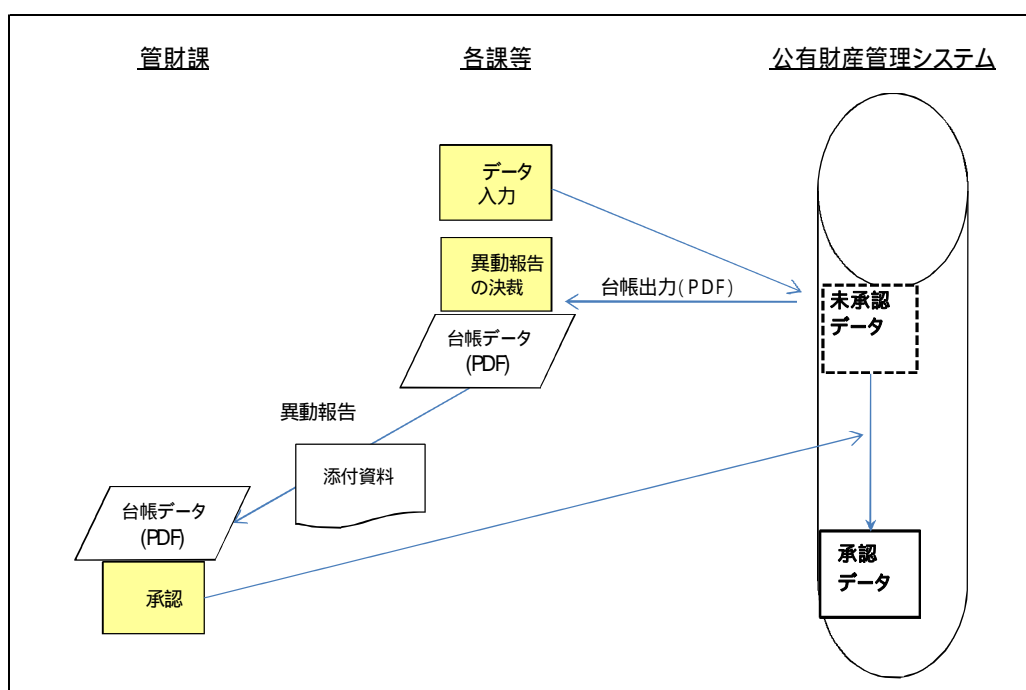 管財課
各課等
公有財産管理システム
データ
入力
異動報告
の決裁
台帳出力(PDF)
未承認
データ
台帳データ
(PDF)
異動報告
添付資料
台帳データ
(PDF)
承認
承認
データ